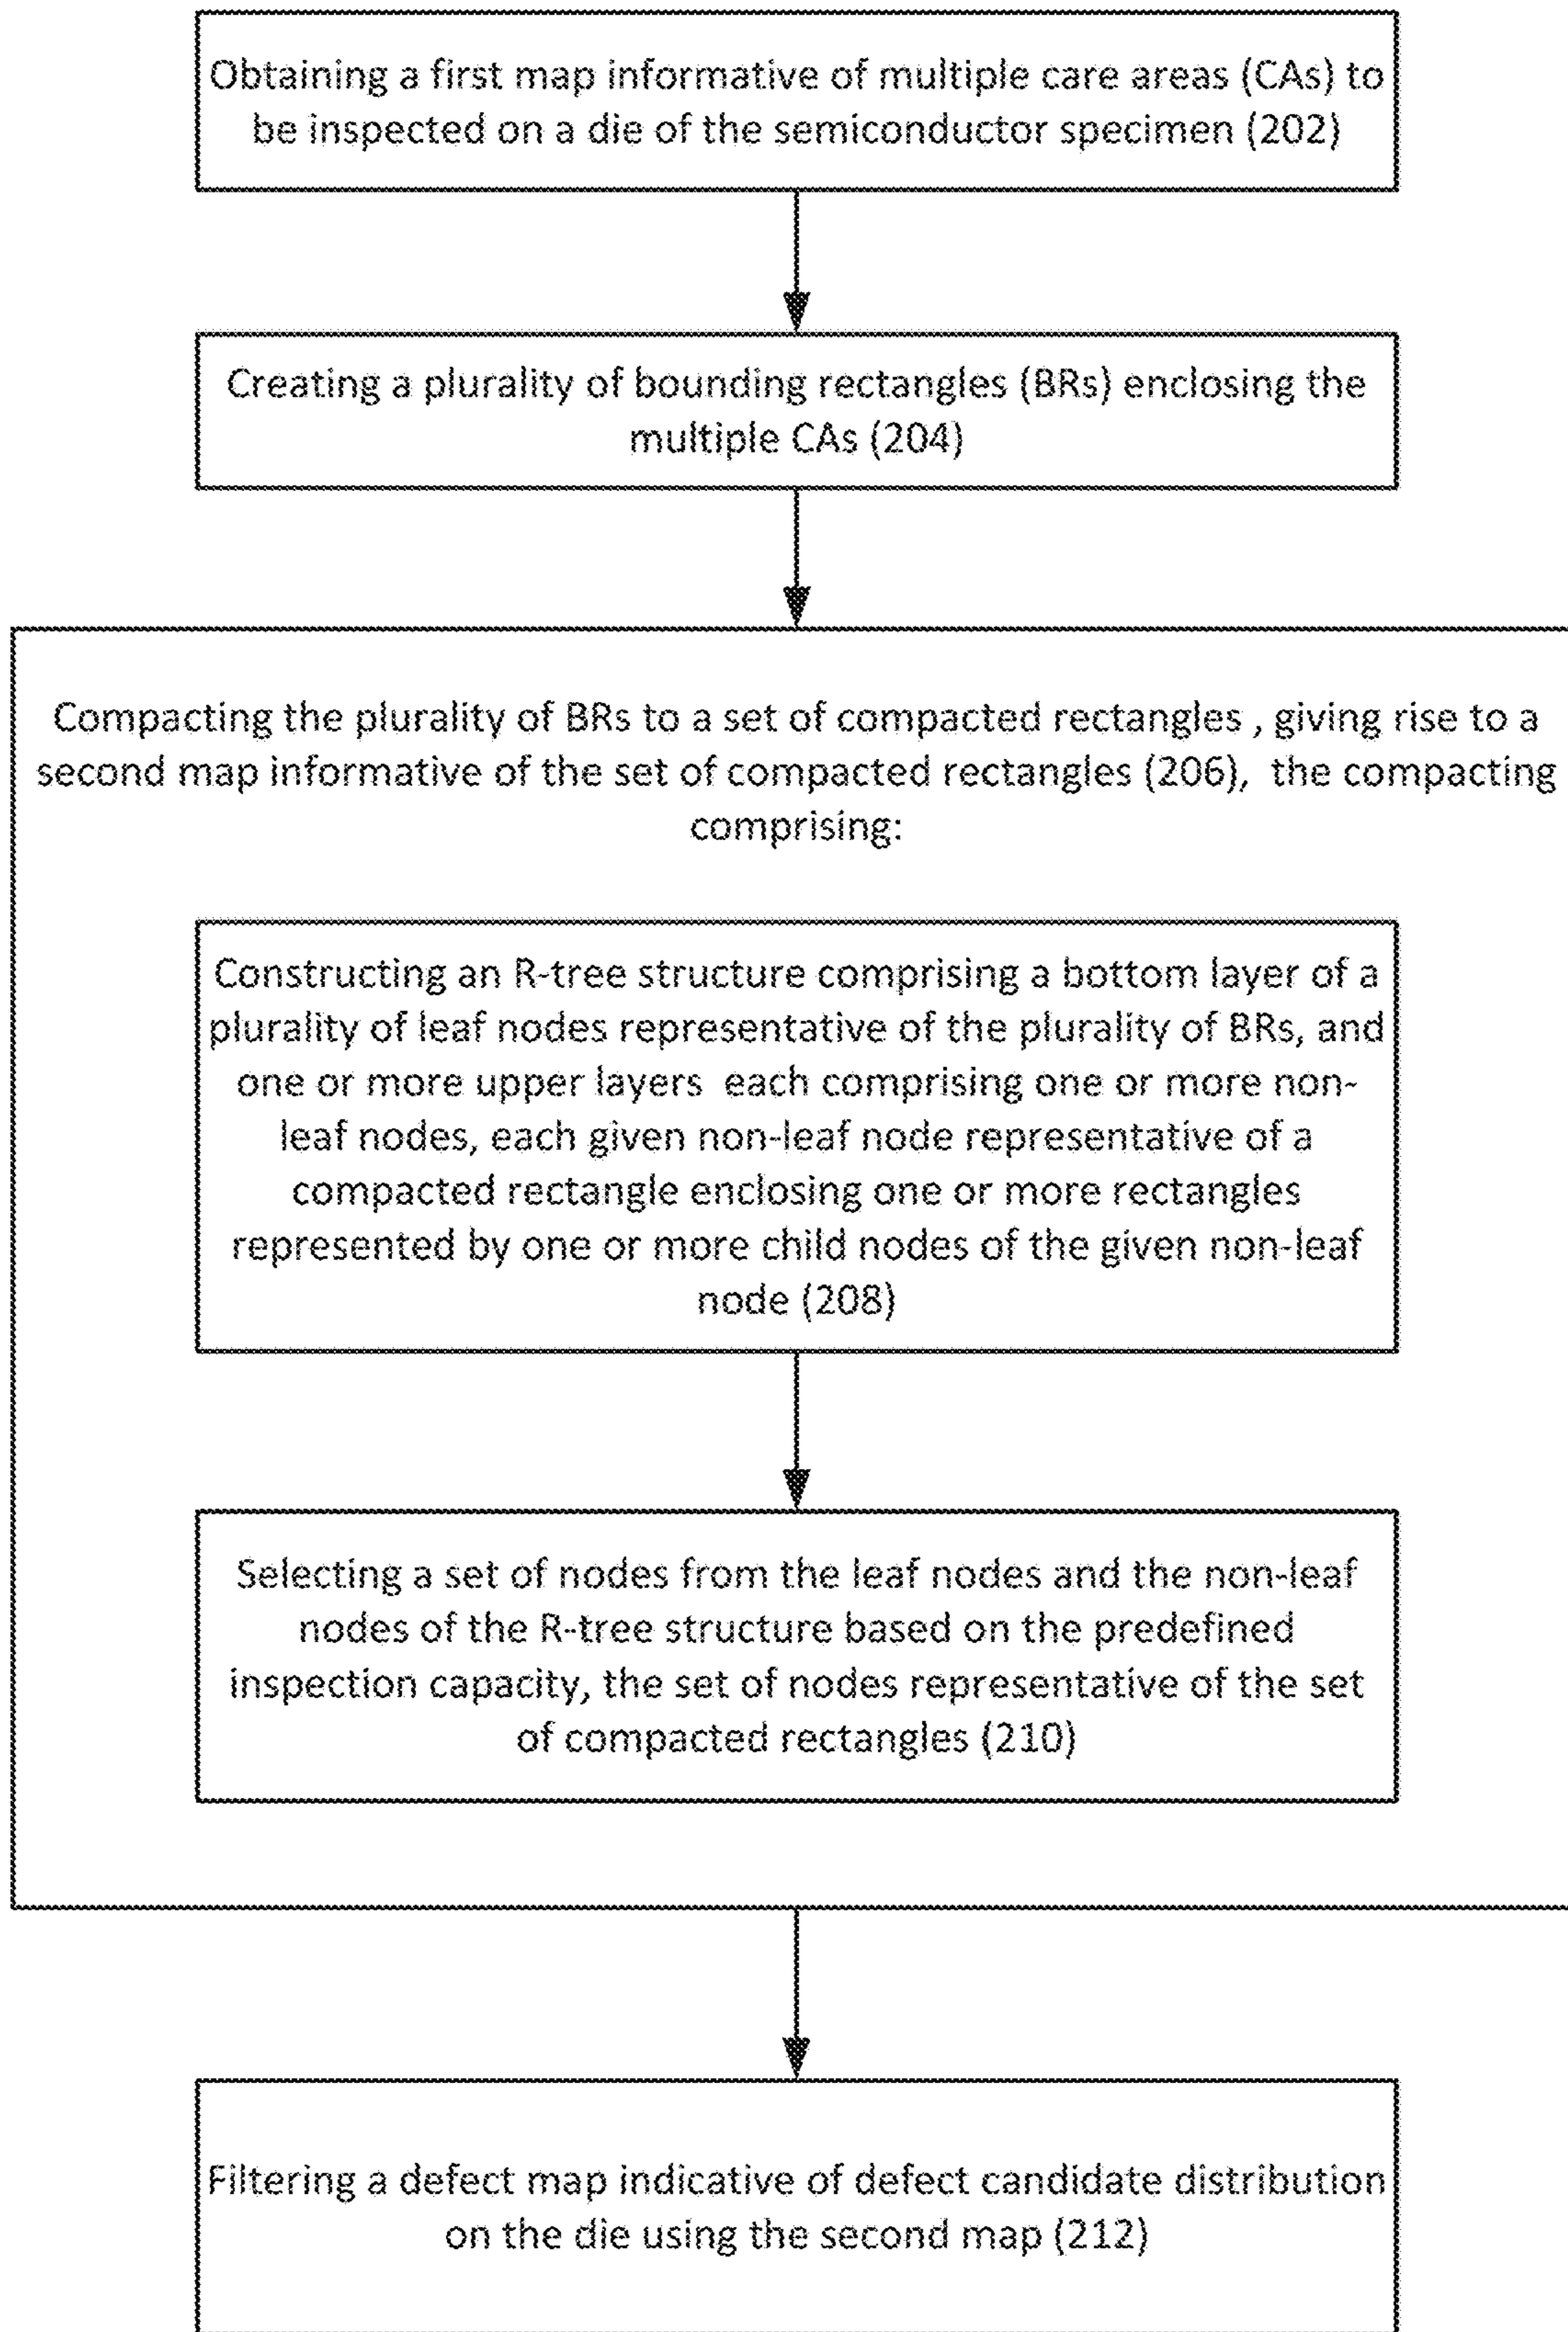 Obtaining a first map informative of multiple care areas (CAs) to
be inspected on a die of the semiconductor specimen (202)
Creating a plurality of bounding rectangles (BRs) enclosing the
multiple CAs (204)
Compacting the plurality of BRs to a set of compacted rectangles , giving rise to a
second map informative of the set of compacted rectangles (206),  the compacting
comprising:
Constructing an R-tree structure comprising a bottom layer of a
plurality of leaf nodes representative of the plurality of BRs, and
one or more upper layers  each comprising one or more non-
leaf nodes, each given non-leaf node representative of a
compacted rectangle enclosing one or more rectangles
represented by one or more child nodes of the given non-leaf
node (208)
Selecting a set of nodes from the leaf nodes and the non-leaf
nodes of the R-tree structure based on the predefined
inspection capacity, the set of nodes representative of the set
of compacted rectangles (210)
Filtering a defect map indicative of defect candidate distribution
on the die using the second map (212)